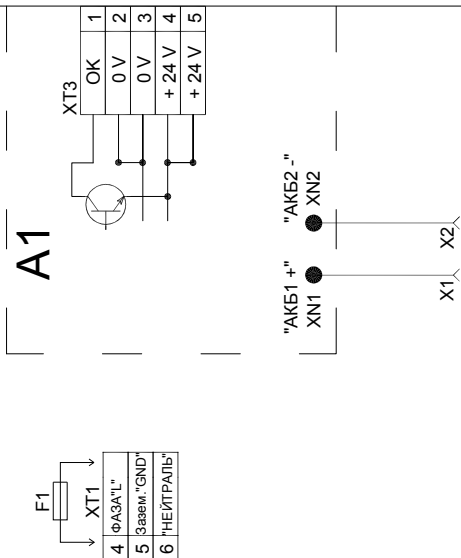 XT3
1 OK
2 0 V
3 0 V
4 + 24 V
5 + 24 V
A1
"АКБ1 +"
XN1
"АКБ2 -"
XN2
X1
X2
F1
XT1
4 ФАЗА"L"
5 Зазем."GND"
6 "НЕЙТРАЛЬ"